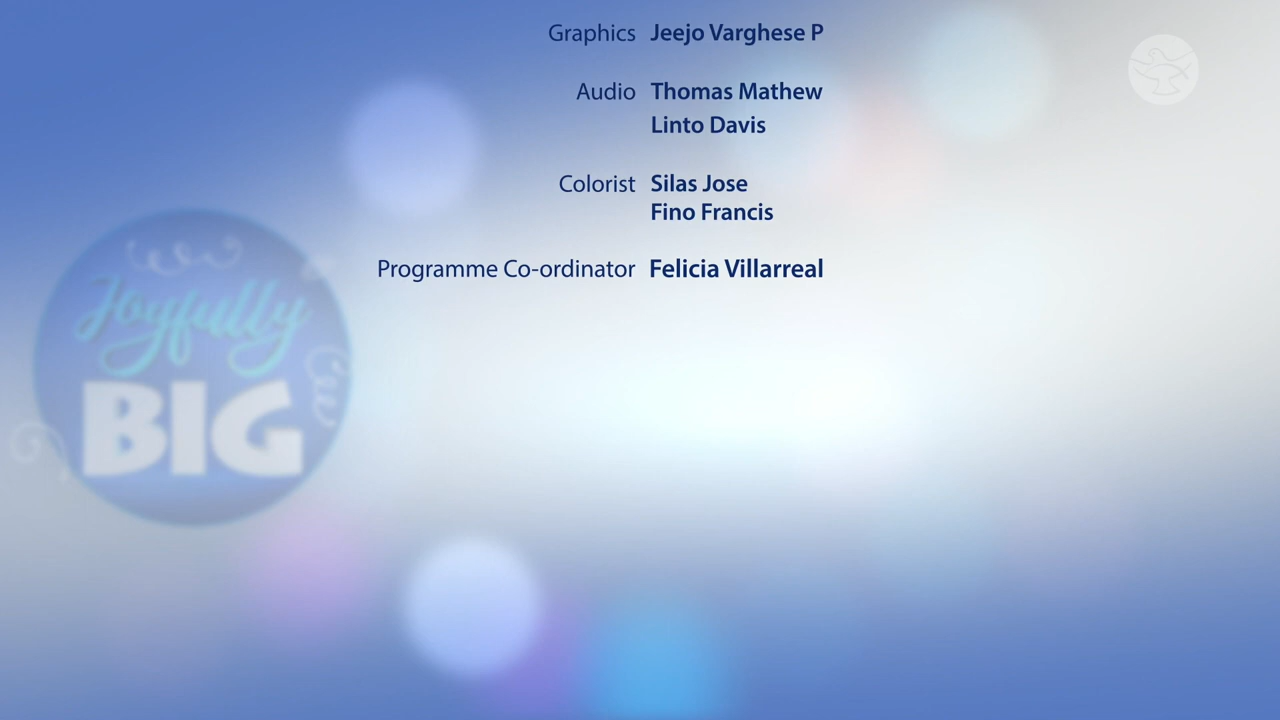 Graphics Jeejo Varghese P
Audio Thomas Mathew
Linto Davis
Colorist Silas Jose
Fino Francis
Programme Co-ordinator Felicia Villarreal
Joyfully
BIG